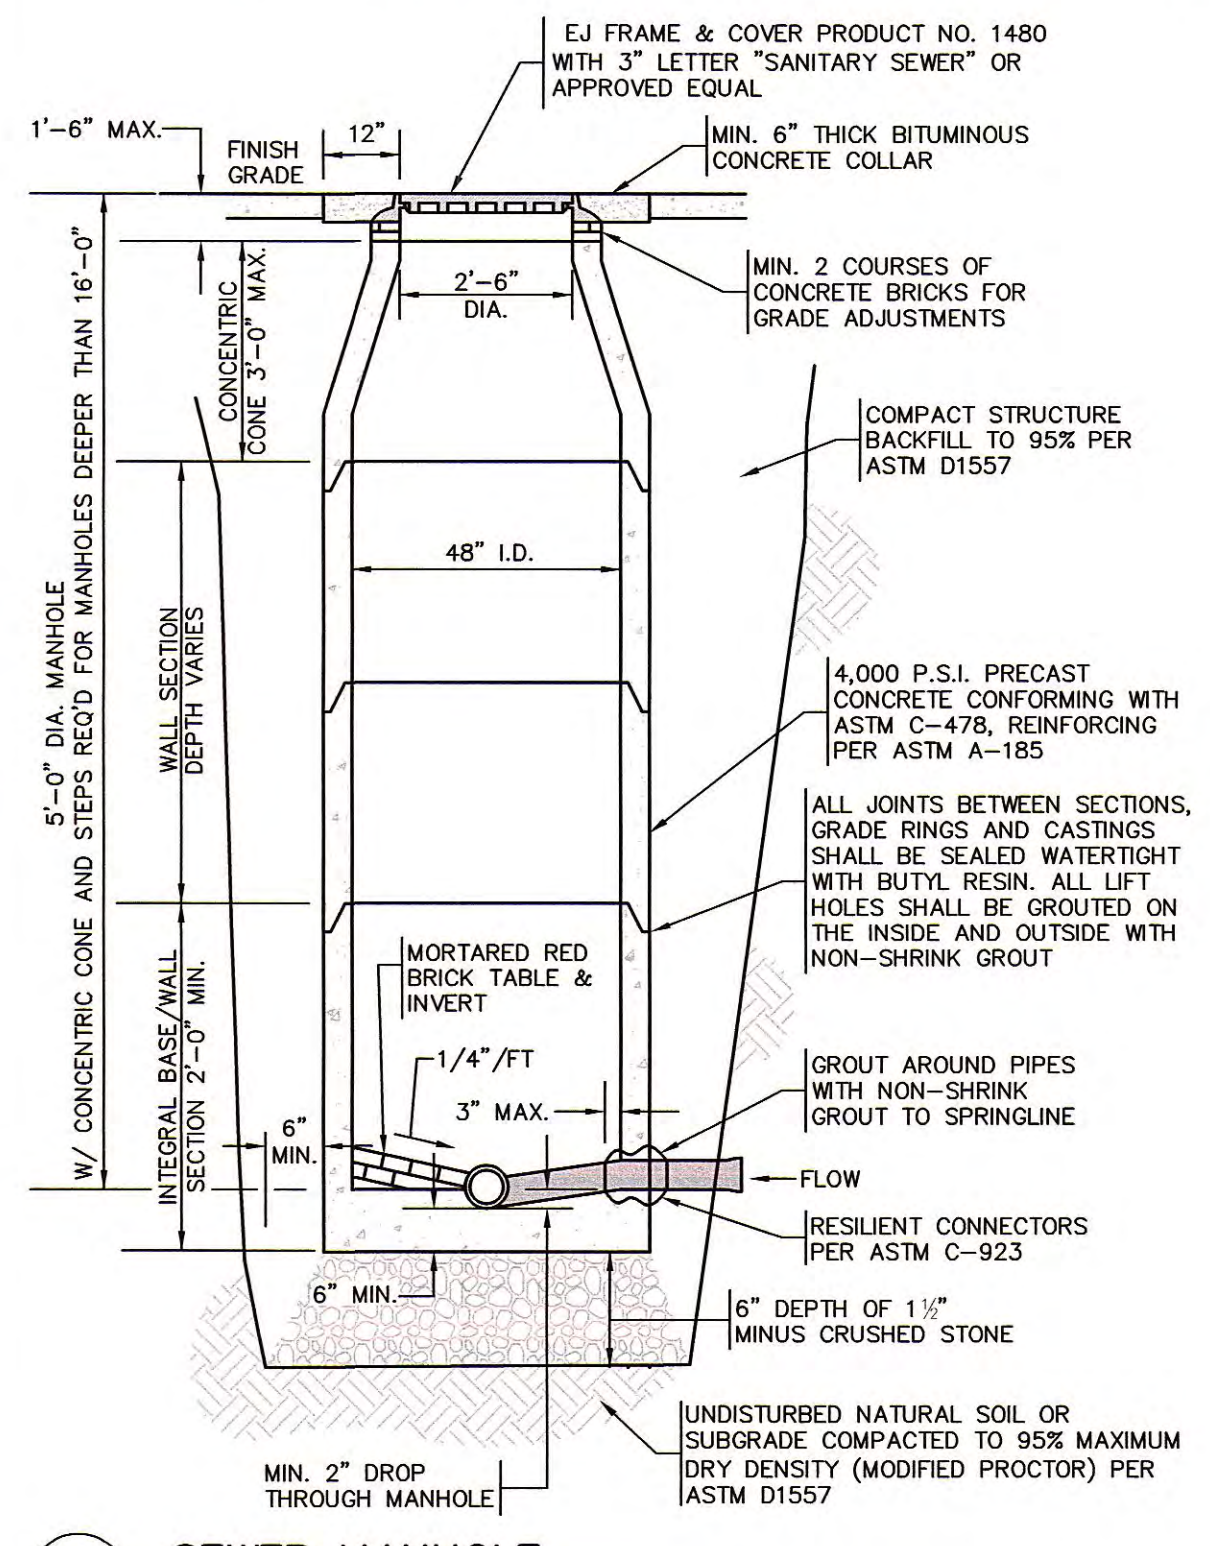 EJ FRAME & COVER PRODUCT NO. 1480
WITH 3" LETTER "SANITARY SEWER" OR
APPROVED EQUAL
1'-6" MAX.
12"
FINISH
GRADE
MIN. 6" THICK BITUMINOUS
CONCRETE COLLAR
2'-6"
DIA.
MIN. 2 COURSES OF
CONCRETE BRICKS FOR
GRADE ADJUSTMENTS
CONCENTRIC
CONE 3'-0" MAX.
COMPACT STRUCTURE
BACKFILL TO 95% PER
ASTM D1557
48" I.D.
5'-0" DIA. MANHOLE
W/ CONCENTRIC CONE AND STEPS REQ'D FOR MANHOLES DEEPER THAN 16'-0"
WALL SECTION
DEPTH VARIES
4,000 P.S.I. PRECAST
CONCRETE CONFORMING WITH
ASTM C-478, REINFORCING
PER ASTM A-185
ALL JOINTS BETWEEN SECTIONS,
GRADE RINGS AND CASTINGS
SHALL BE SEALED WATERTIGHT
WITH BUTYL RESIN. ALL LIFT
HOLES SHALL BE GROUTED ON
THE INSIDE AND OUTSIDE WITH
NON-SHRINK GROUT
INTEGRAL BASE/WALL
SECTION 2'-0" MIN.
MORTARED RED
BRICK TABLE &
INVERT
1/4"/FT
3" MAX.
GROUT AROUND PIPES
WITH NON-SHRINK
GROUT TO SPRINGLINE
6"
MIN.
FLOW
RESILIENT CONNECTORS
PER ASTM C-923
6" MIN.
6" DEPTH OF 1½"
MINUS CRUSHED STONE
UNDISTURBED NATURAL SOIL OR
SUBGRADE COMPACTED TO 95% MAXIMUM
DRY DENSITY (MODIFIED PROCTOR) PER
ASTM D1557
MIN. 2" DROP
THROUGH MANHOLE
SEWER MANHOLE